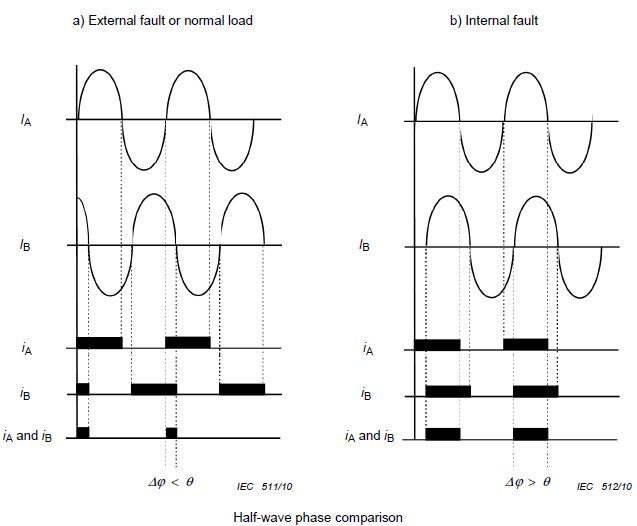 a) External fault or normal load
b) Internal fault
IA
IA
IB
IB
iA
iA
iB
iB
iA and iB
iA and iB
Δφ < θ
IEC 511/10
Δφ > θ
IEC 512/10
Half-wave phase comparison